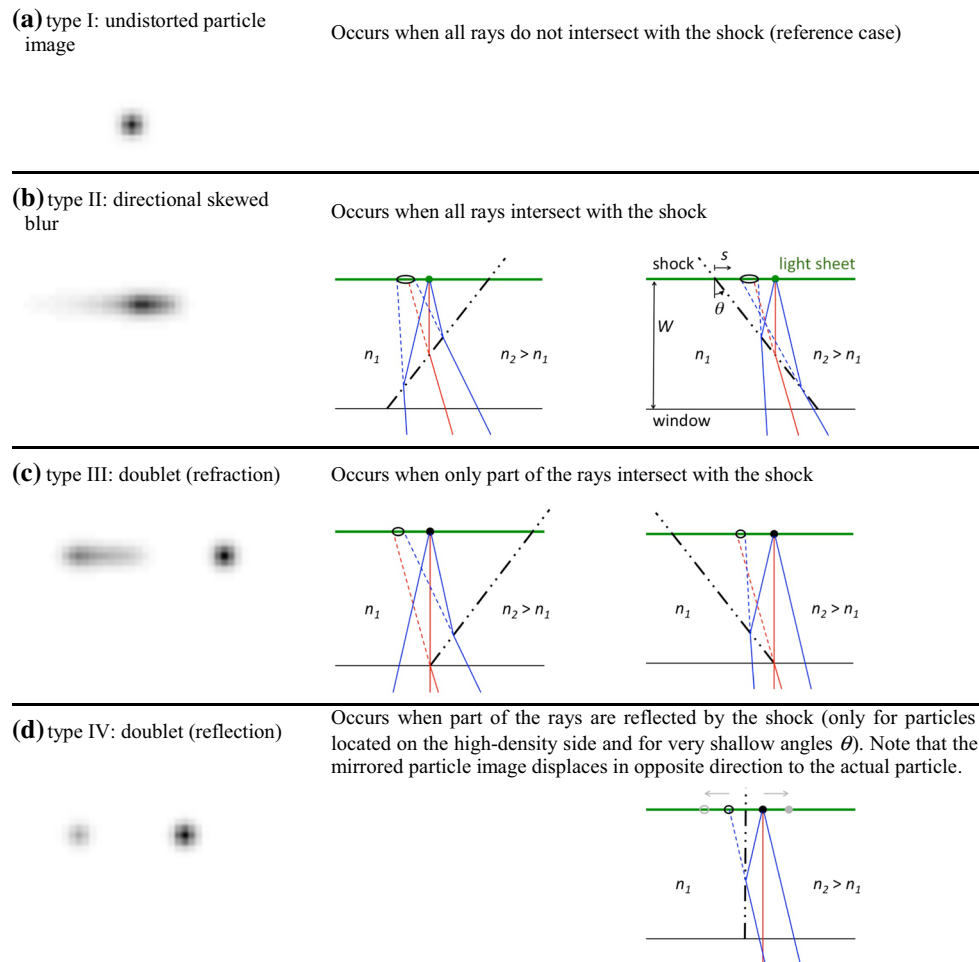 (a) type I: undistorted particle
image
Occurs when all rays do not intersect with the shock (reference case)
(b) type II: directional skewed
blur
Occurs when all rays intersect with the shock
n1
n2 > n1
shock
s
light sheet
θ
W
n1
n2 > n1
window
(c) type III: doublet (refraction)
Occurs when only part of the rays intersect with the shock
n1
n2 > n1
n1
n2 > n1
(d) type IV: doublet (reflection)
Occurs when part of the rays are reflected by the shock (only for particles
located on the high-density side and for very shallow angles θ). Note that the
mirrored particle image displaces in opposite direction to the actual particle.
n1
n2 > n1